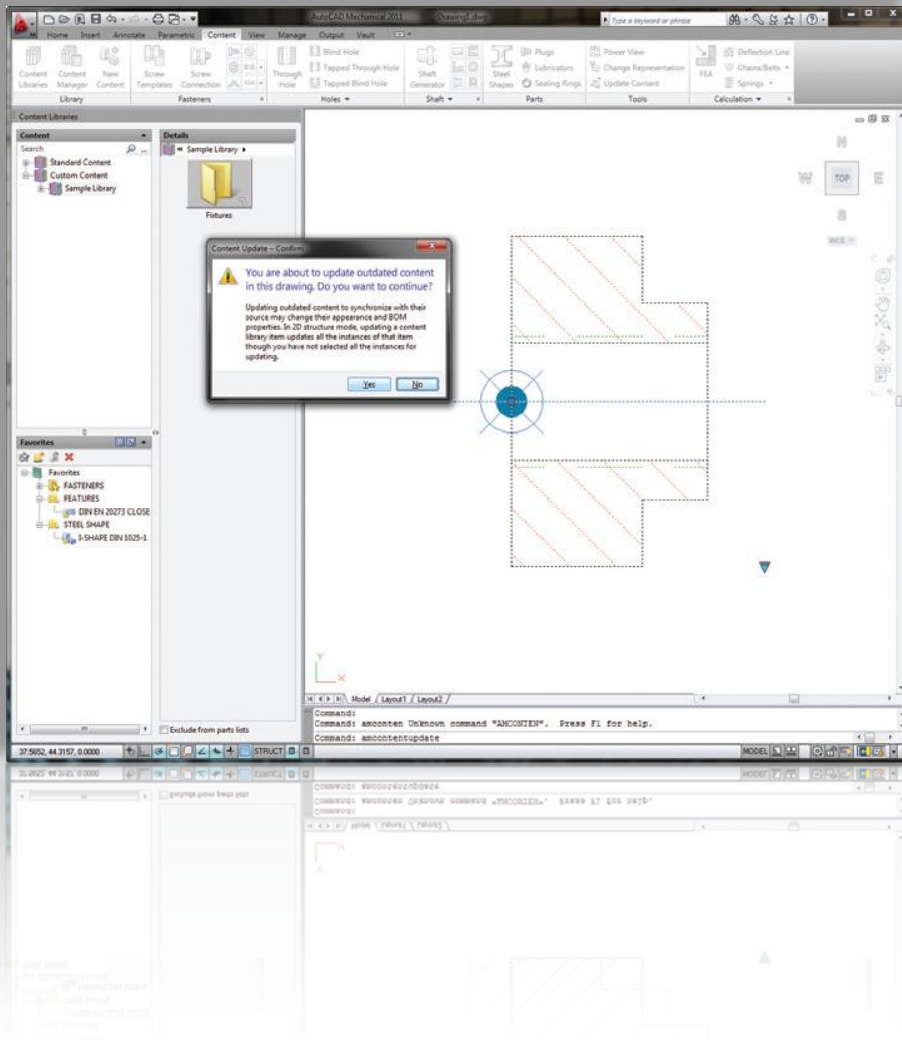 AutoCAD Mechanical 2011 Drawing1.dwg
Type a keyword or phrase
Home Insert Annotate Parametric Content View Manage Output Vault
Content Libraries
Content Manager
New Content
Library
Screw Templates
Screw Connection
Fasteners
Through Hole
Blind Hole
Tapped Through Hole
Tapped Blind Hole
Holes
Shaft Generator
Shaft
Steel Shapes
Plugs
Lubricators
Sealing Rings
Parts
Power View
Change Representation
Update Content
Tools
FEA
Deflection Line
Chains/Belts
Springs
Calculation
Content Libraries
Content
Search
Standard Content
Custom Content
Sample Library
Details
Sample Library
Fixtures
Content Update – Confirm
You are about to update outdated content
in this drawing. Do you want to continue?
Updating outdated content to synchronize with their
source may change their appearance and BOM
properties. In 2D structure mode, updating a content
library item updates all the instances of that item
though you have not selected all the instances for
updating.
Yes No
N
W TOP E
S
WCS
Favorites
Favorites
FASTENERS
FEATURES
DIN EN 20273 CLOSE
STEEL SHAPE
I-SHAPE DIN 1025-1
Exclude from parts lists
Y
X
Model Layout1 Layout2
Command:
Command: amconten Unknown command "AMCONTEN". Press F1 for help.
Command: amcontentupdate
37.5652, 44.3157, 0.0000 STRUCT MODEL